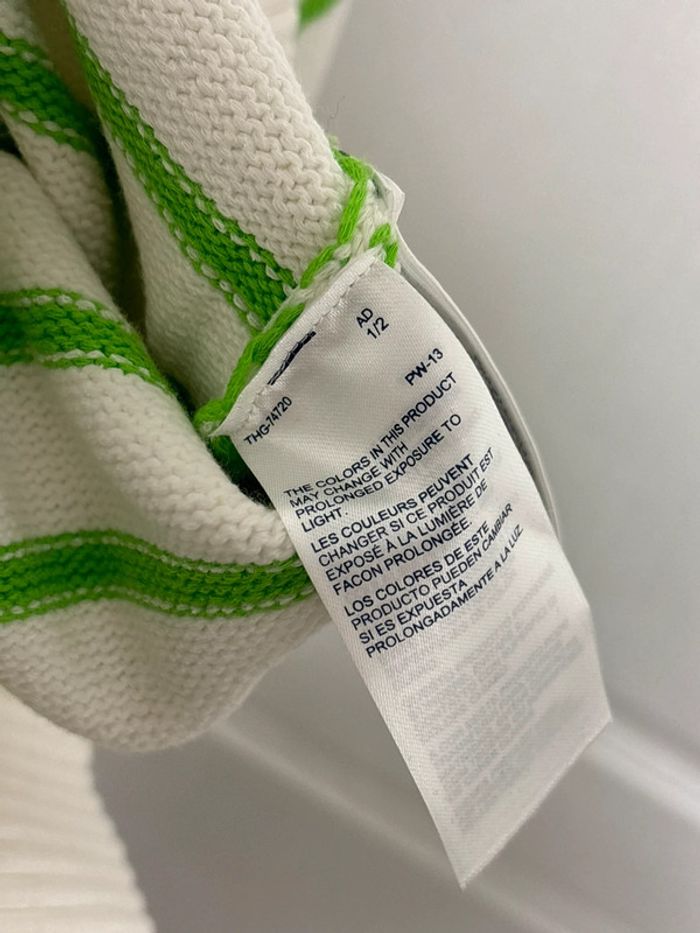 AD
1/2
PW-13
THG-74720
THE COLORS IN THIS PRODUCT
MAY CHANGE WITH
PROLONGED EXPOSURE TO
LIGHT.
LES COULEURS PEUVENT
CHANGER SI CE PRODUIT EST
EXPOSÉ À LA LUMIÈRE DE
FACON PROLONGÉE.
LOS COLORES DE ESTE
PRODUCTO PUEDEN CAMBIAR
SI ES EXPUESTA
PROLONGADAMENTE A LA LUZ.